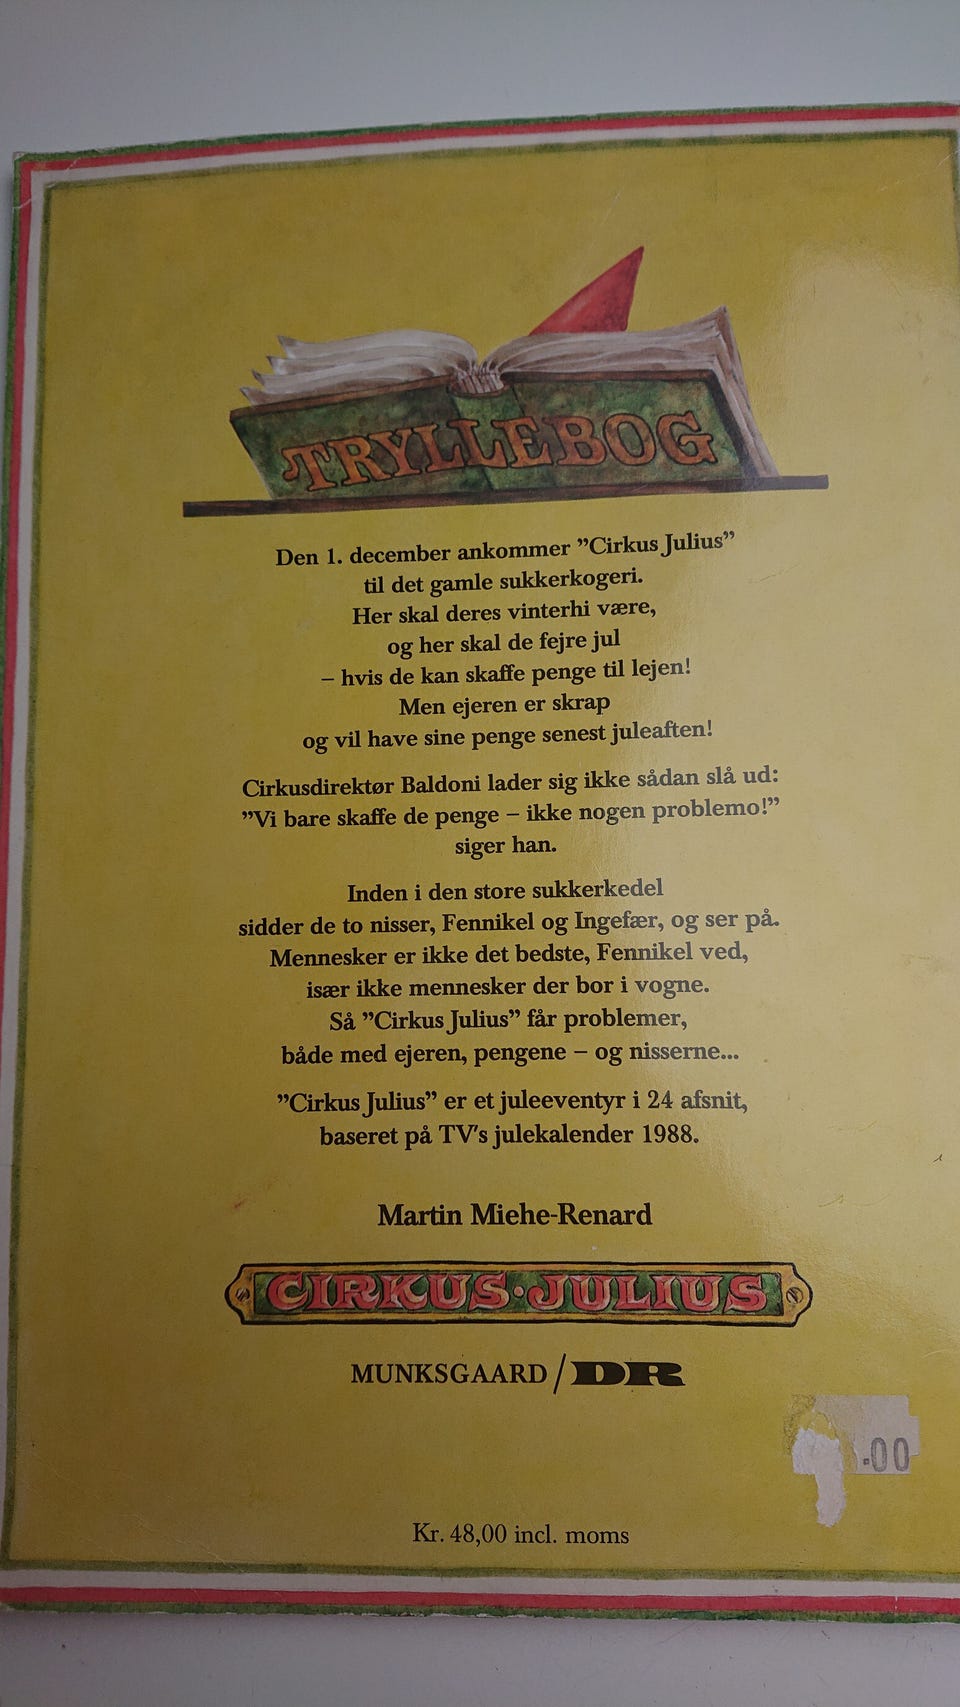 TRYLLEBOG
Den 1. december ankommer ”Cirkus Julius”
til det gamle sukkerkogeri.
Her skal deres vinterhi være,
og her skal de fejre jul
– hvis de kan skaffe penge til lejen!
Men ejeren er skrap
og vil have sine penge senest juleaften!
Cirkusdirektør Baldoni lader sig ikke sådan slå ud:
”Vi bare skaffe de penge – ikke nogen problemo!”
siger han.
Inden i den store sukkerkedel
sidder de to nisser, Fennikel og Ingefær, og ser på.
Mennesker er ikke det bedste, Fennikel ved,
især ikke mennesker der bor i vogne.
Så ”Cirkus Julius” får problemer,
både med ejeren, pengene – og nisserne...
”Cirkus Julius” er et juleeventyr i 24 afsnit,
baseret på TV's julekalender 1988.
Martin Miehe-Renard
CIRKUS·JULIUS
MUNKSGAARD/DR
.00
Kr. 48,00 incl. moms